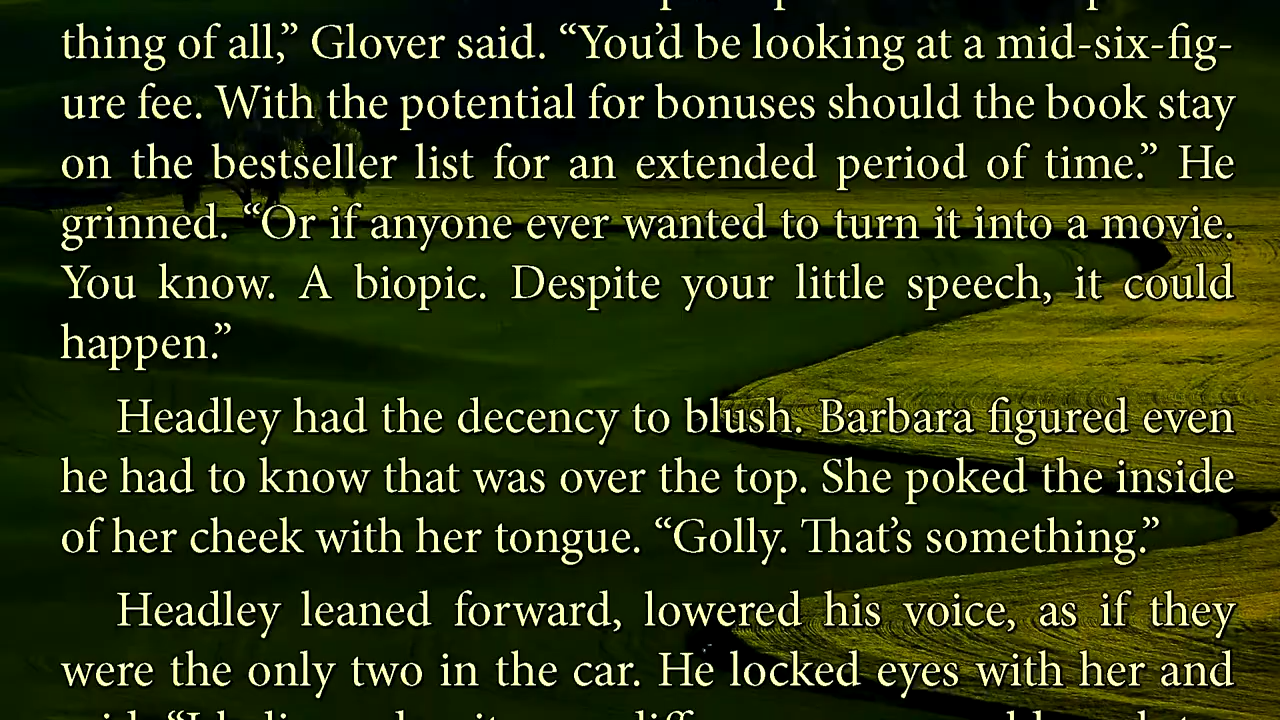 thing of all,” Glover said. “You’d be looking at a mid-six-fig-
ure fee. With the potential for bonuses should the book stay
on the bestseller list for an extended period of time.” He
grinned. “Or if anyone ever wanted to turn it into a movie.
You know. A biopic. Despite your little speech, it could
happen.”
Headley had the decency to blush. Barbara figured even
he had to know that was over the top. She poked the inside
of her cheek with her tongue. “Golly. That’s something.”
Headley leaned forward, lowered his voice, as if they
were the only two in the car. He locked eyes with her and